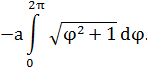 −a ∫₀^{2π} √(φ² + 1) dφ.